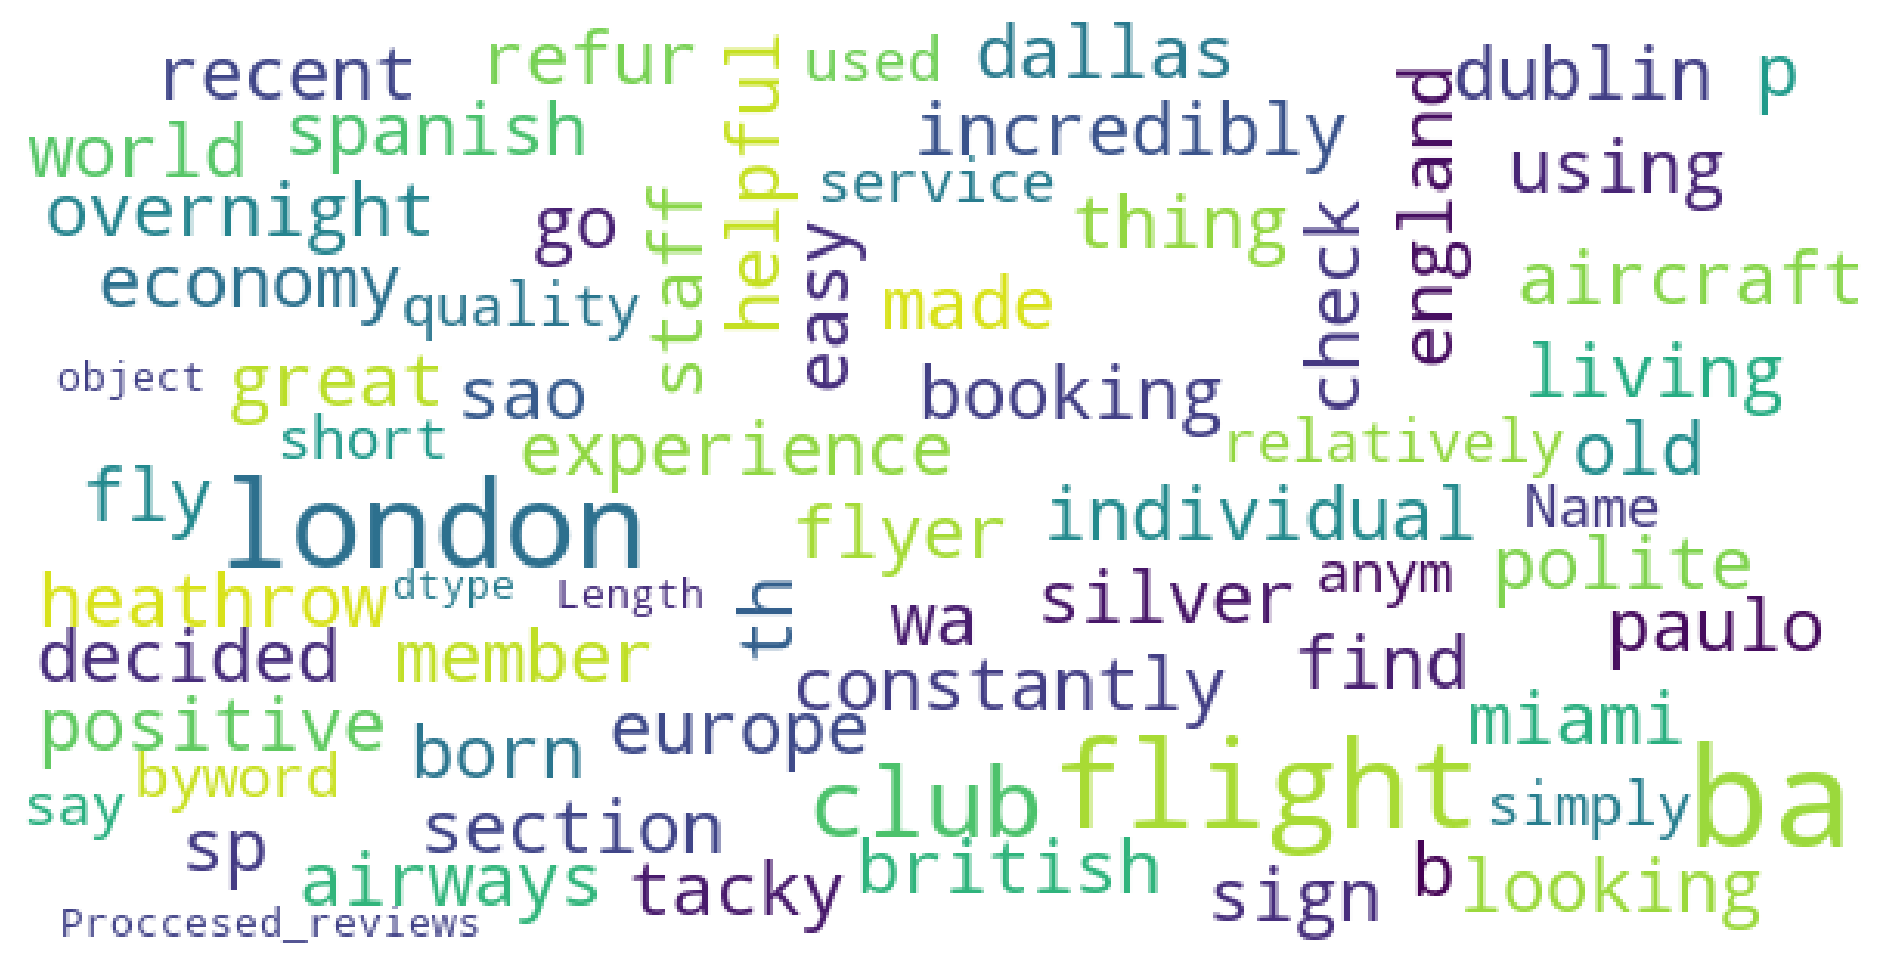 recent
refur
helpful
used
dallas
england
dublin
p
world
spanish
incredibly
using
overnight
go
staff
easy
service
thing
check
aircraft
economy
quality
made
object
great
sao
booking
living
short
experience
relatively
old
fly
london
flyer
individual
Name
heathrow
dtype
Length
th
wa
silver
anym
polite
decided
member
constantly
find
paulo
positive
born
europe
miami
byword
say
club
flight
simply
ba
sp
section
airways
tacky
british
sign
b
looking
Proccesed_reviews